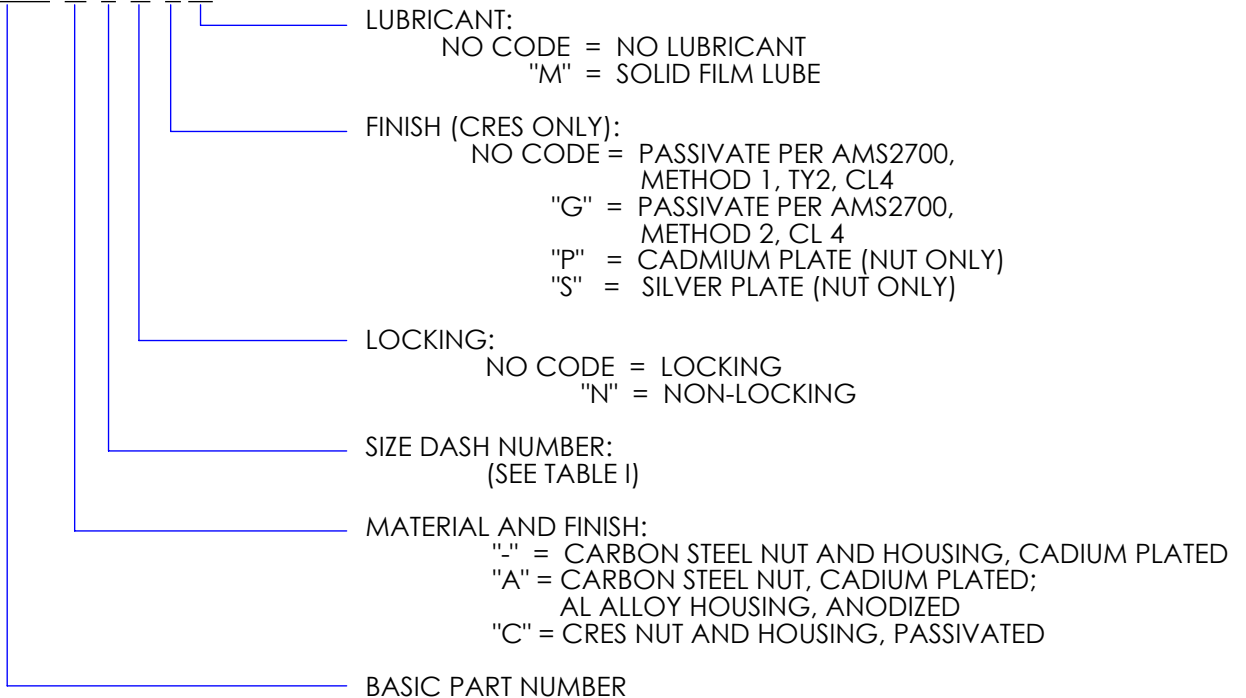 LUBRICANT:
NO CODE = NO LUBRICANT
"M" = SOLID FILM LUBE
FINISH (CRES ONLY):
NO CODE = PASSIVATE PER AMS2700,
METHOD 1, TY2, CL4
"G" = PASSIVATE PER AMS2700,
METHOD 2, CL 4
"P" = CADMIUM PLATE (NUT ONLY)
"S" = SILVER PLATE (NUT ONLY)
LOCKING:
NO CODE = LOCKING
"N" = NON-LOCKING
SIZE DASH NUMBER:
(SEE TABLE I)
MATERIAL AND FINISH:
"-" = CARBON STEEL NUT AND HOUSING, CADIUM PLATED
"A" = CARBON STEEL NUT, CADIUM PLATED;
AL ALLOY HOUSING, ANODIZED
"C" = CRES NUT AND HOUSING, PASSIVATED
BASIC PART NUMBER